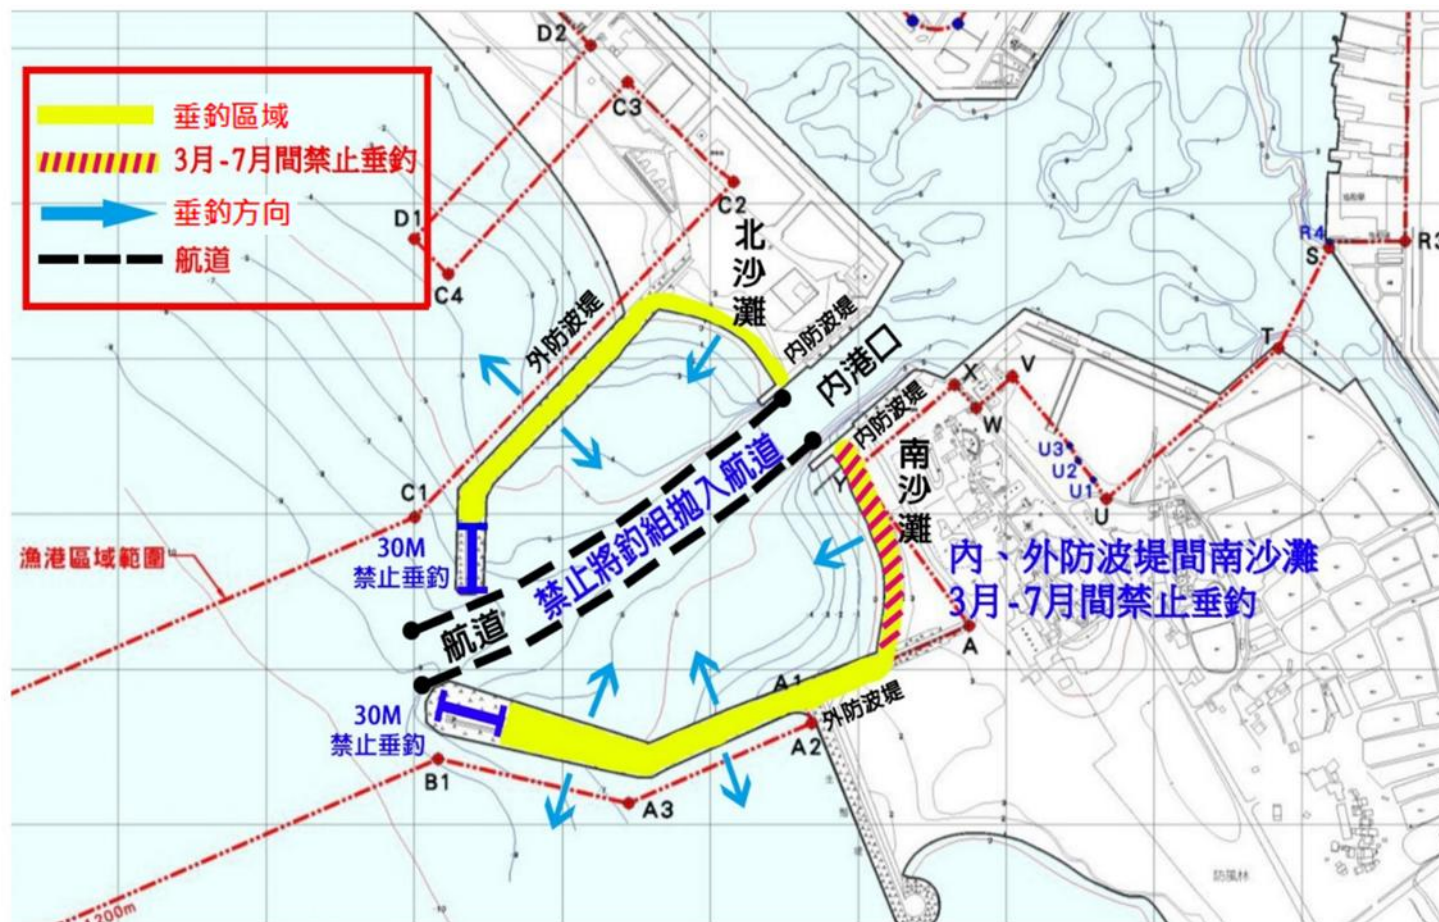 D2
垂釣區域
3月-7月間禁止垂釣
垂釣方向
航道
C3
C2
D1
C4
北
沙
灘
外防波堤
內防波堤
內港口
R4
S
R3
T
內防波堤
X
V
W
U3
U2
U1
U
Y
南
沙
灘
C1
漁港區域範圍
30M
禁止垂釣
禁止將釣組拋入航道
航道
內、外防波堤間南沙灘
3月-7月間禁止垂釣
A
A1
外防波堤
A2
30M
禁止垂釣
B1
A3
防風林
1200m